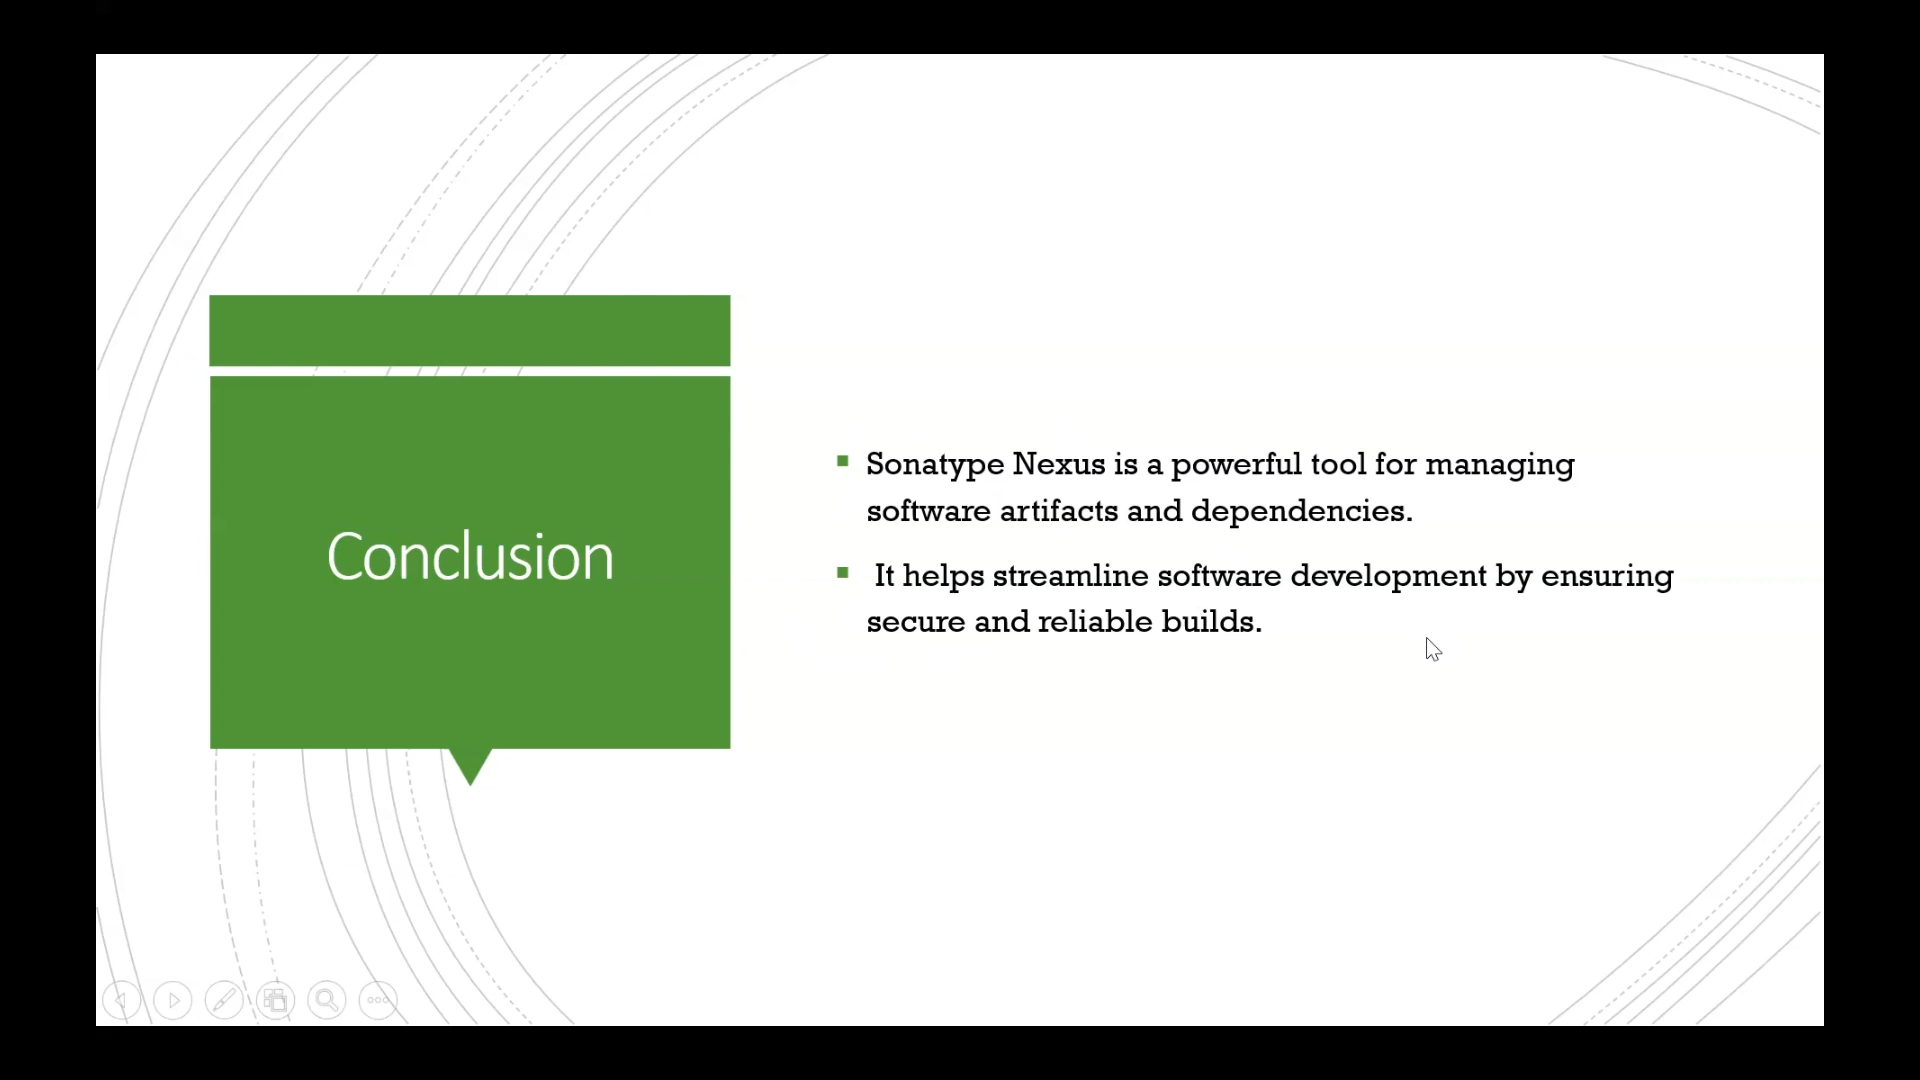 Conclusion
Sonatype Nexus is a powerful tool for managing
software artifacts and dependencies.
It helps streamline software development by ensuring
secure and reliable builds.